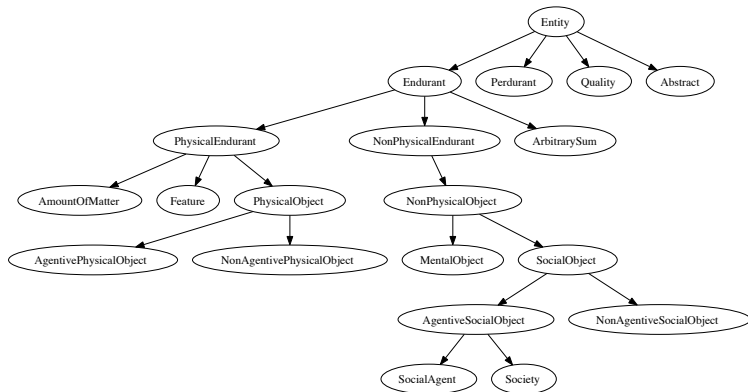 Entity
Endurant
Perdurant
Quality
Abstract
PhysicalEndurant
NonPhysicalEndurant
ArbitrarySum
AmountOfMatter
Feature
PhysicalObject
NonPhysicalObject
AgentivePhysicalObject
NonAgentivePhysicalObject
MentalObject
SocialObject
AgentiveSocialObject
NonAgentiveSocialObject
SocialAgent
Society